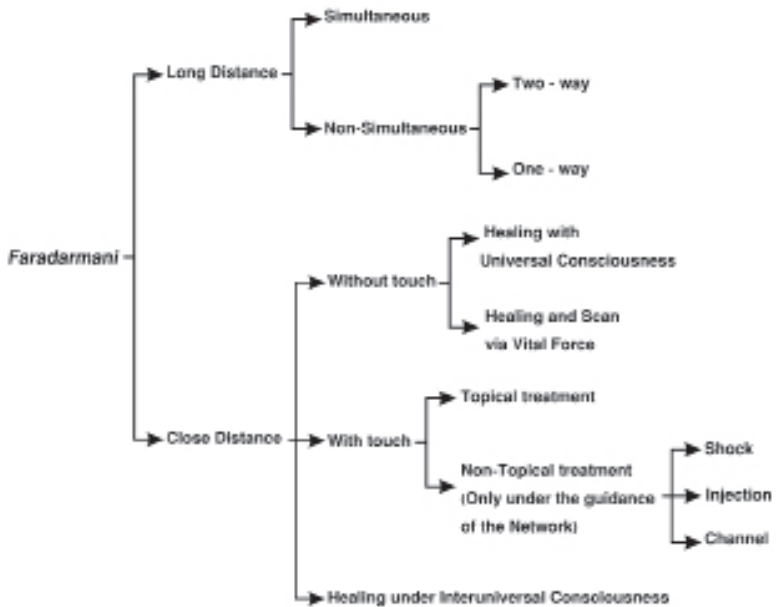 Simultaneous
Long Distance
Non-Simultaneous
Two - way
One - way
Faradarmani
Healing with
Universal Consciousness
Without touch
Healing and Scan
via Vital Force
Close Distance
With touch
Topical treatment
Non-Topical treatment
(Only under the guidance
of the Network)
Shock
Injection
Channel
Healing under Interuniversal Consciousness